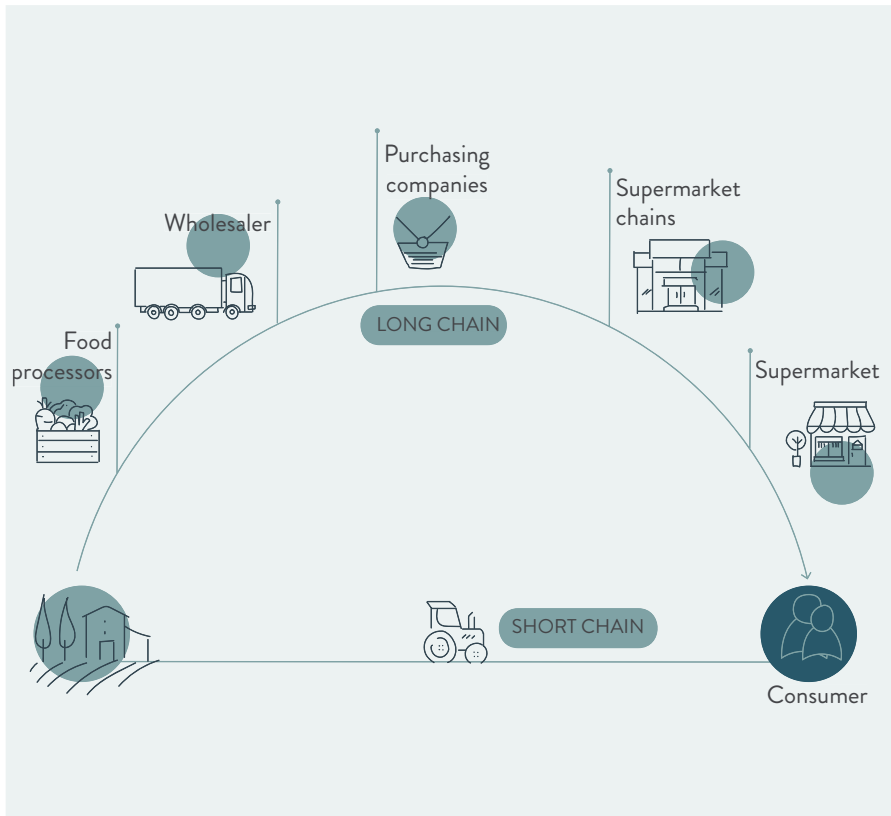 Purchasing
companies
Supermarket
chains
Wholesaler
LONG CHAIN
Food
processors
Supermarket
SHORT CHAIN
Consumer